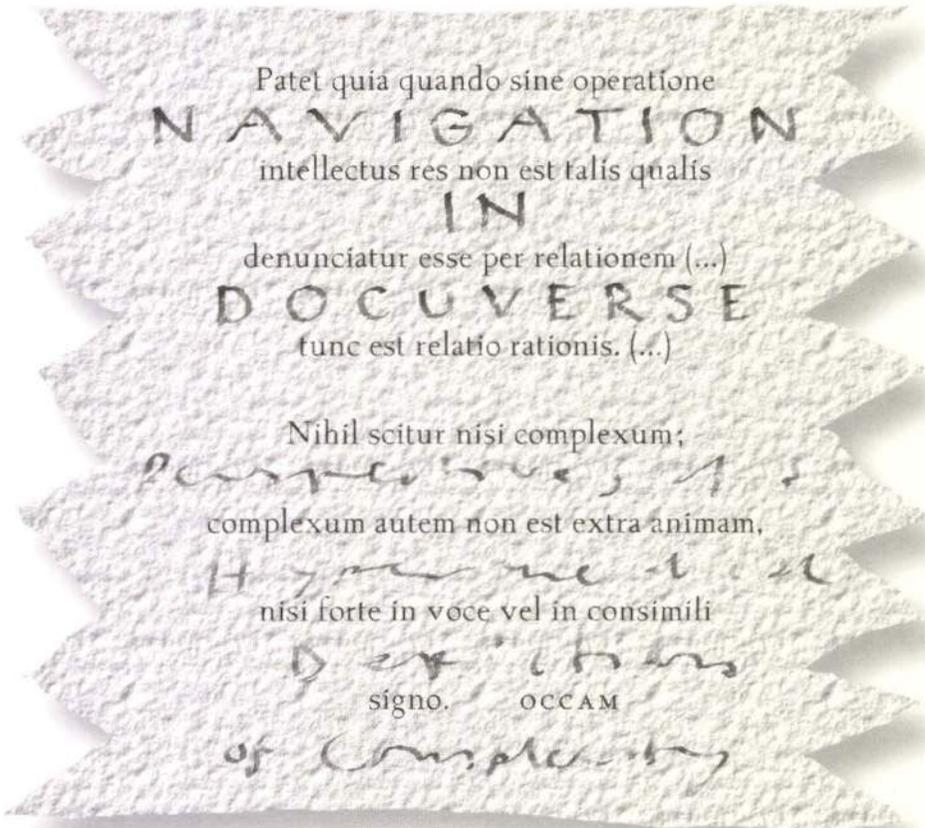 Patet quia quando sine operatione
NAVIGATION
intellectus res non est talis qualis
IN
denunciatur esse per relationem (...)
DOCUVERSE
tunc est relatio rationis. (...)
Nihil scitur nisi complexum;
complexum autem non est extra animam,
nisi forte in voce vel in consimili
signo. OCCAM
of Complexity